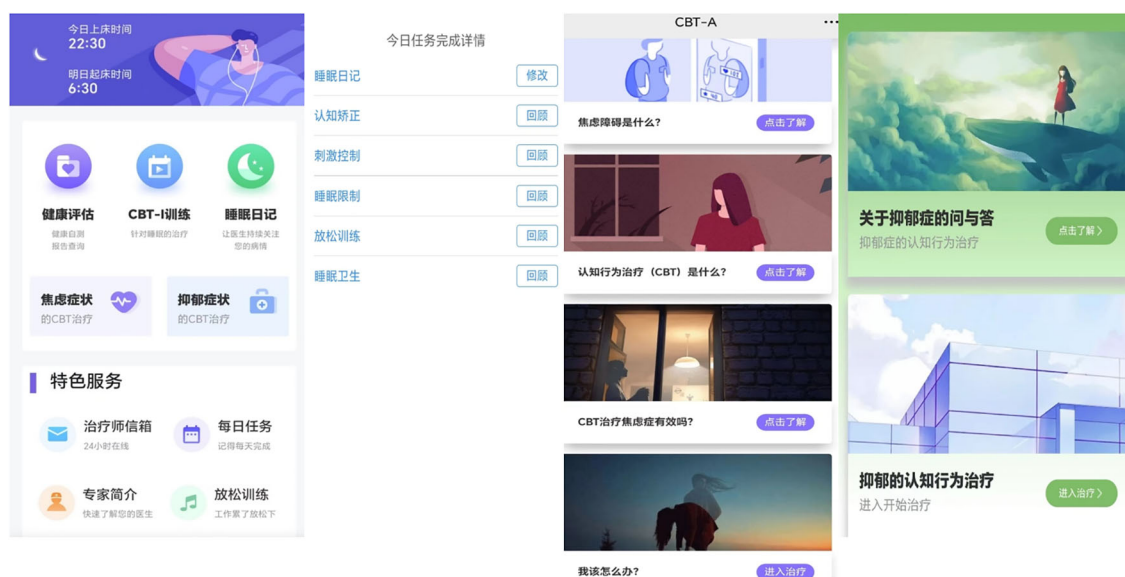 今日上床时间
22:30
明日起床时间
6:30
健康评估
健康自测
报告查询
CBT-I训练
针对睡眠的治疗
睡眠日记
让医生持续关注
您的病情
焦虑症状
的CBT治疗
抑郁症状
的CBT治疗
特色服务
治疗师信箱
24小时在线
每日任务
记得每天完成
专家简介
快速了解您的医生
放松训练
工作累了放松下
今日任务完成详情
睡眠日记 修改
认知矫正 回顾
刺激控制 回顾
睡眠限制 回顾
放松训练 回顾
睡眠卫生 回顾
CBT-A
焦虑障碍是什么? 点击了解
认知行为治疗（CBT）是什么? 点击了解
CBT治疗焦虑症有效吗? 点击了解
我该怎么办? 进入治疗
关于抑郁症的问与答
抑郁症的认知行为治疗
点击了解 >
抑郁的认知行为治疗
进入开始治疗
进入治疗 >